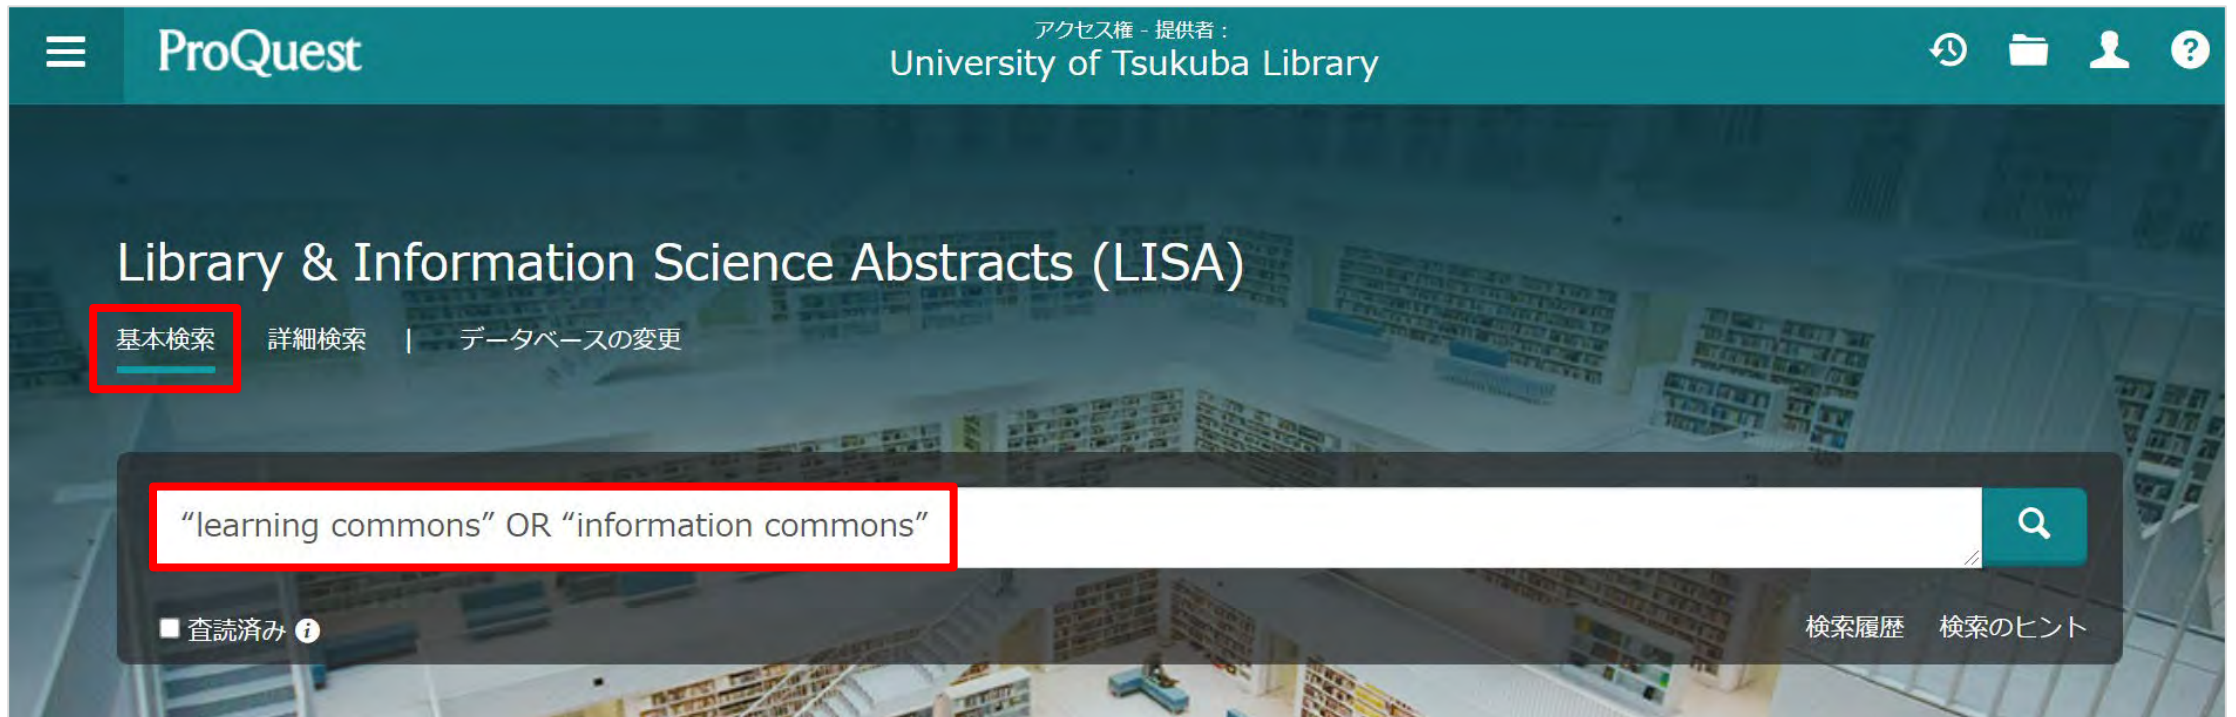 ProQuest
アクセス権 - 提供者：
University of Tsukuba Library
?
Library & Information Science Abstracts (LISA)
基本検索 詳細検索 | データベースの変更
“learning commons” OR “information commons”
査読済み i
検索履歴 検索のヒント